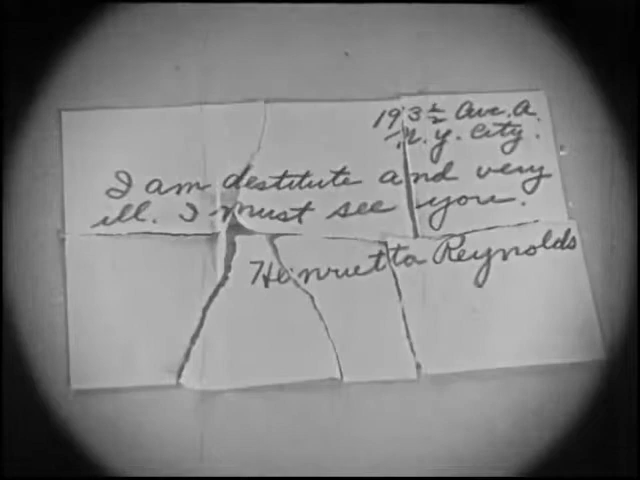 193½ Ave. A.
N. Y. City.
I am destitute and very
ill. I must see you.
Henrietta Reynolds